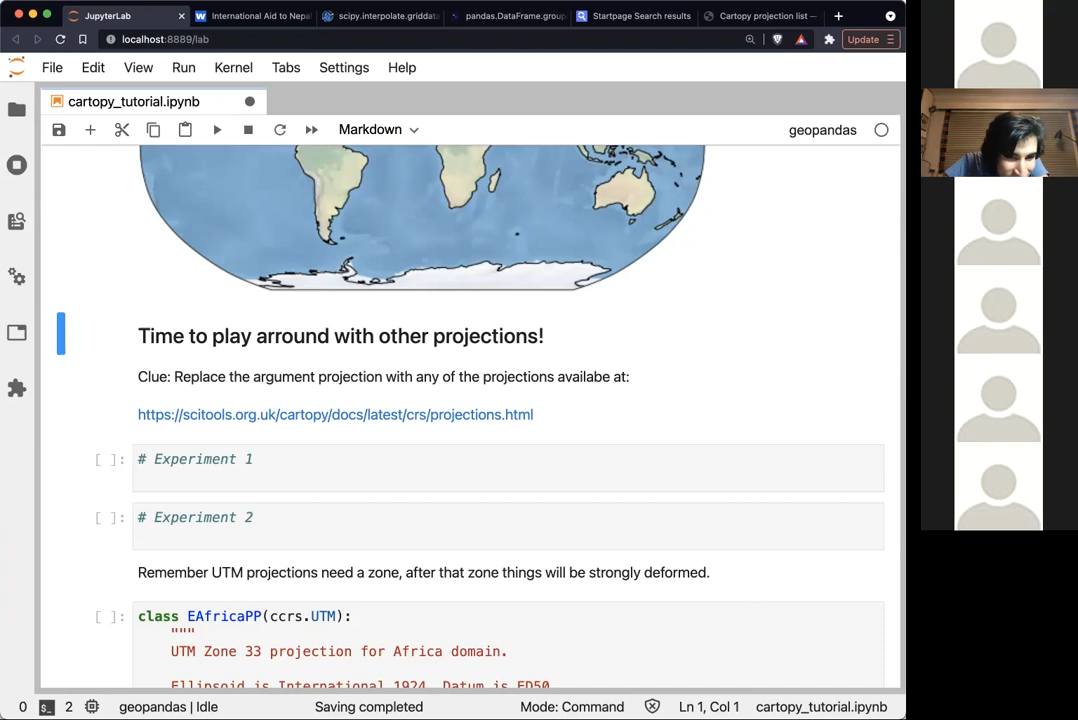 JupyterLab
International Aid to Nepa
scipy.interpolate.gridda
pandas.DataFrame.group
Startpage Search results
Cartopy projection list —
localhost:8889/lab
Update
File Edit View Run Kernel Tabs Settings Help
cartopy_tutorial.ipynb
Markdown
geopandas
Time to play arround with other projections!
Clue: Replace the argument projection with any of the projections availabe at:
https://scitools.org.uk/cartopy/docs/latest/crs/projections.html
[ ]: # Experiment 1
[ ]: # Experiment 2
Remember UTM projections need a zone, after that zone things will be strongly deformed.
[ ]: class EAfricaPP(ccrs.UTM):
"""
UTM Zone 33 projection for Africa domain.
Ellipsoid is International 1924, Datum is ED50.
0 $_ 2 geopandas | Idle Saving completed Mode: Command Ln 1, Col 1 cartopy_tutorial.ipynb